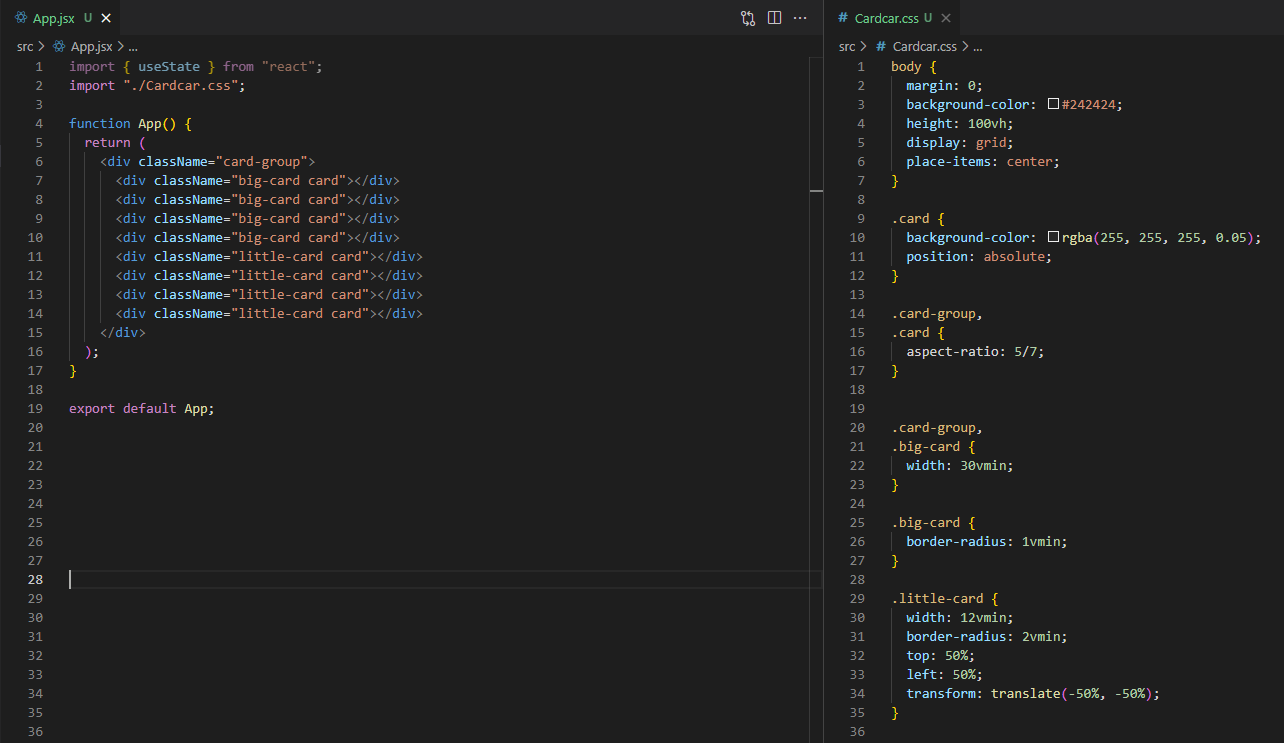 App.jsx U
Cardcar.css U
src > App.jsx > ...
src > # Cardcar.css > ...
1 import { useState } from "react";
2 import "./Cardcar.css";
3
4 function App() {
5 return (
6 <div className="card-group">
7 <div className="big-card card"></div>
8 <div className="big-card card"></div>
9 <div className="big-card card"></div>
10 <div className="big-card card"></div>
11 <div className="little-card card"></div>
12 <div className="little-card card"></div>
13 <div className="little-card card"></div>
14 <div className="little-card card"></div>
15 </div>
16 );
17 }
18
19 export default App;
20
21
22
23
24
25
26
27
28
29
30
31
32
33
34
35
36
1 body {
2 margin: 0;
3 background-color: #242424;
4 height: 100vh;
5 display: grid;
6 place-items: center;
7 }
8
9 .card {
10 background-color: rgba(255, 255, 255, 0.05);
11 position: absolute;
12 }
13
14 .card-group,
15 .card {
16 aspect-ratio: 5/7;
17 }
18
19
20 .card-group,
21 .big-card {
22 width: 30vmin;
23 }
24
25 .big-card {
26 border-radius: 1vmin;
27 }
28
29 .little-card {
30 width: 12vmin;
31 border-radius: 2vmin;
32 top: 50%;
33 left: 50%;
34 transform: translate(-50%, -50%);
35 }
36